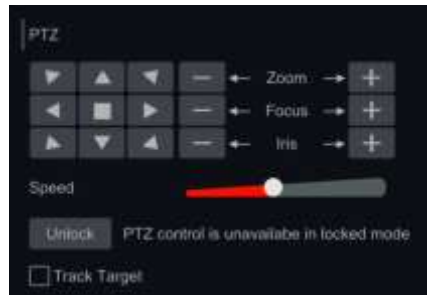 PTZ
Zoom
Focus
Iris
Speed
Unlock PTZ control is unavailabe in locked mode
Track Target